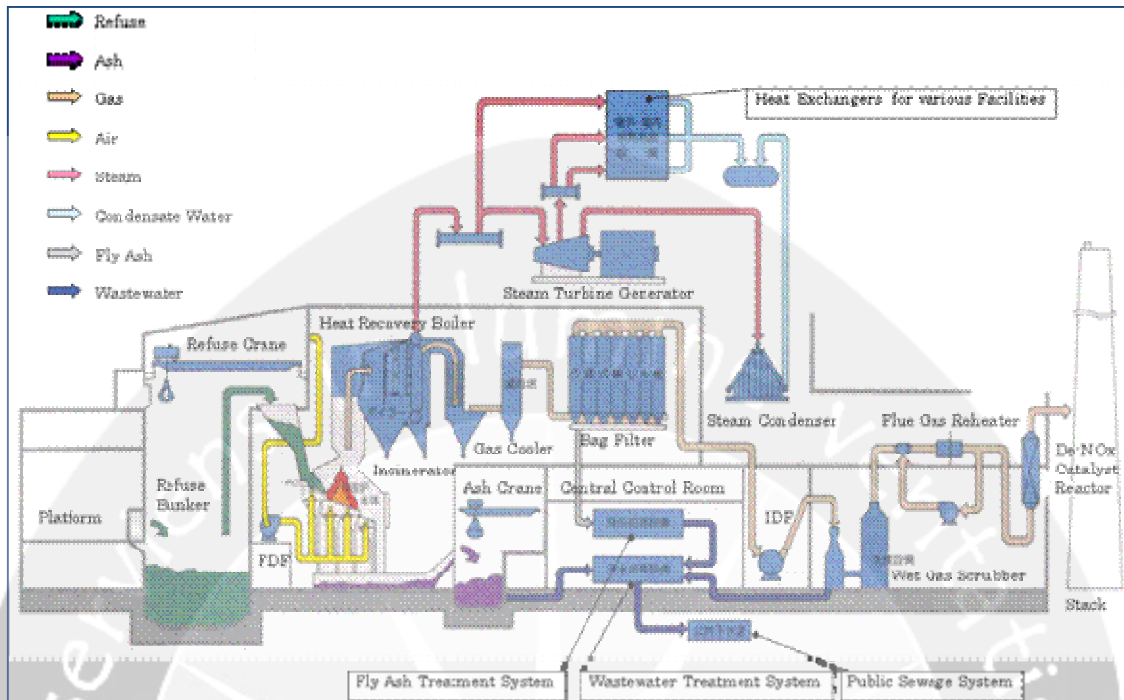 Refuse
Ash
Gas
Air
Steam
Condensate Water
Fly Ash
Wastewater
Heat Exchangers for various Facilities
Steam Turbine Generator
Heat Recovery Boiler
Refuse Crane
Steam Condenser
Flue Gas Reheater
Gas Cooler
Bag Filter
Incinerator
De-NOx
Catalyst
Reactor
Refuse
Bunker
Ash Crane
Central Control Room
Platform
IDF
FDF
Wet Gas Scrubber
Stack
Fly Ash Treatment System
Wastewater Treatment System
Public Sewage System